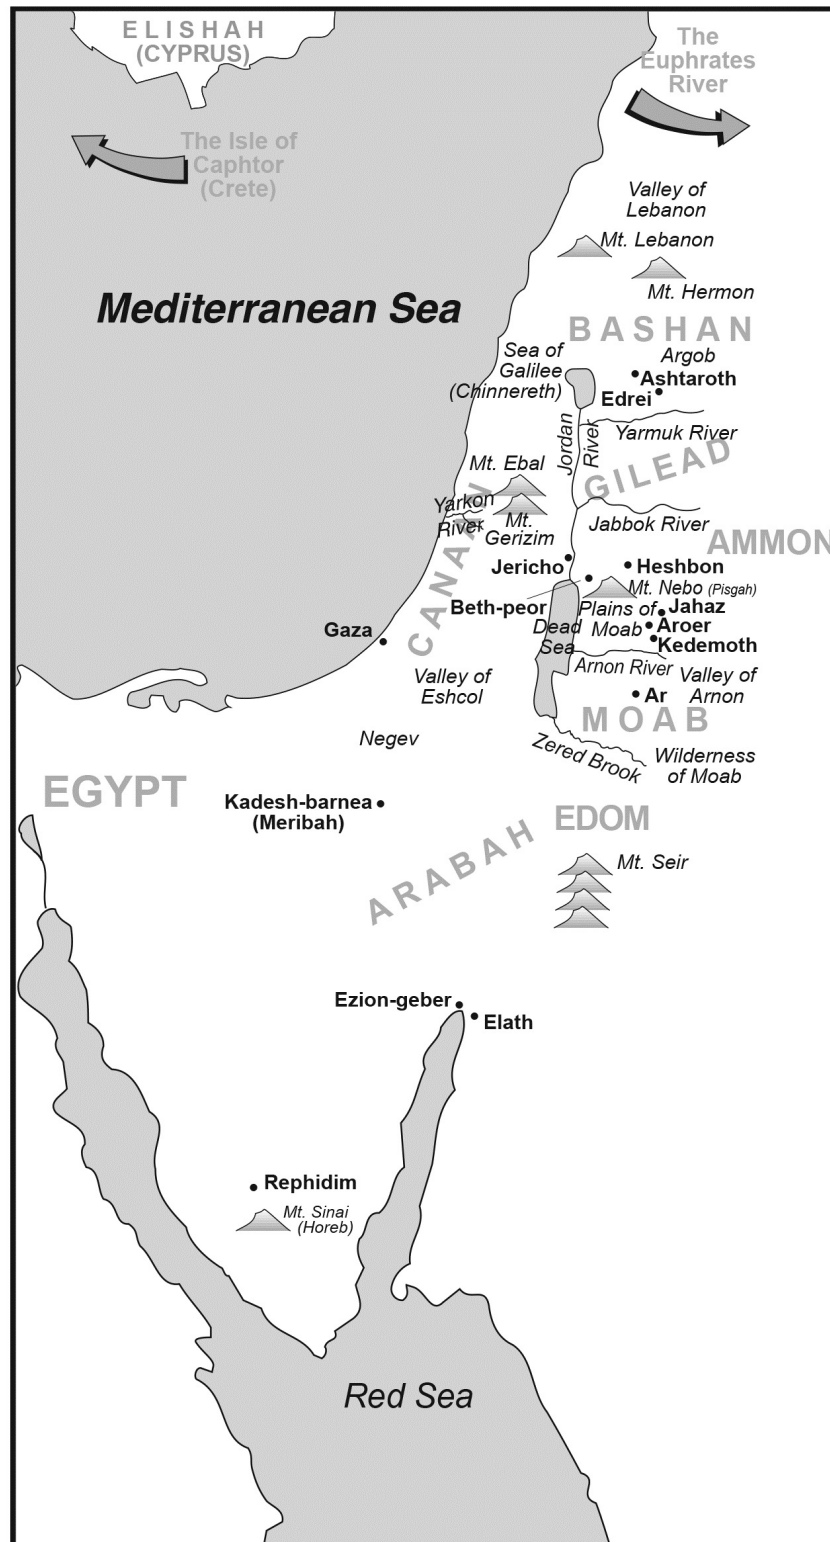 ELISHAH
(CYPRUS)
The
Euphrates
River
The Isle of
Caphtor
(Crete)
Valley of
Lebanon
Mt. Lebanon
Mt. Hermon
Mediterranean Sea
BASHAN
Sea of
Galilee
(Chinnereth)
Argob
Ashtaroth
Edrei
Jordan
River
Yarmuk River
GILEAD
Mt. Ebal
Yarkon
River
Mt.
Gerizim
Jabbok River
AMMON
CANAAN
Jericho
Heshbon
Mt. Nebo (Pisgah)
Beth-peor
Plains of
Moab
Jahaz
Aroer
Kedemoth
Gaza
Dead
Sea
Arnon River
Valley of
Eshcol
Valley of
Arnon
Ar
MOAB
Negev
Zered Brook
Wilderness
of Moab
EGYPT
Kadesh-barnea
(Meribah)
EDOM
ARABAH
Mt. Seir
Ezion-geber
Elath
Rephidim
Mt. Sinai
(Horeb)
Red Sea